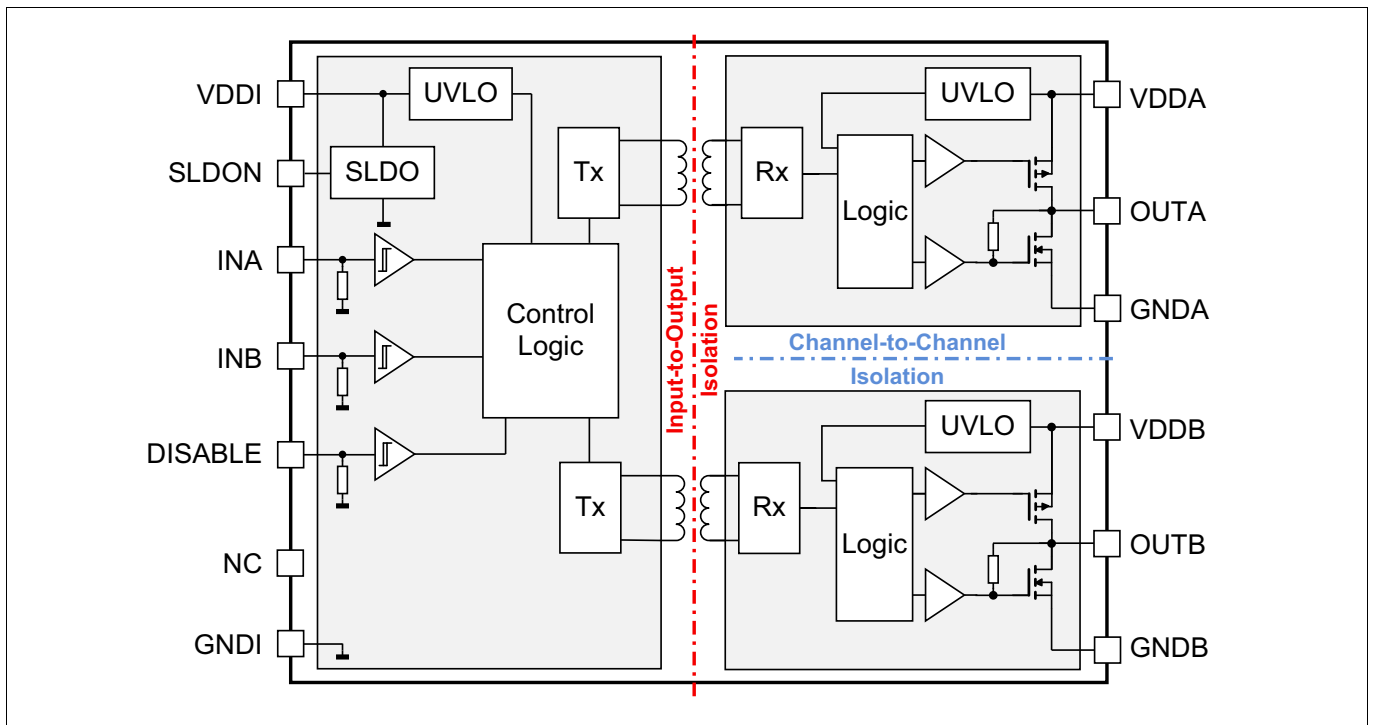 VDDI
SLDON
INA
INB
DISABLE
NC
GNDI
UVLO
SLDO
Control
Logic
Tx
Tx
Input-to-Output
Isolation
Rx
UVLO
Logic
VDDA
OUTA
GNDA
Channel-to-Channel
Isolation
Rx
UVLO
Logic
VDDB
OUTB
GNDB